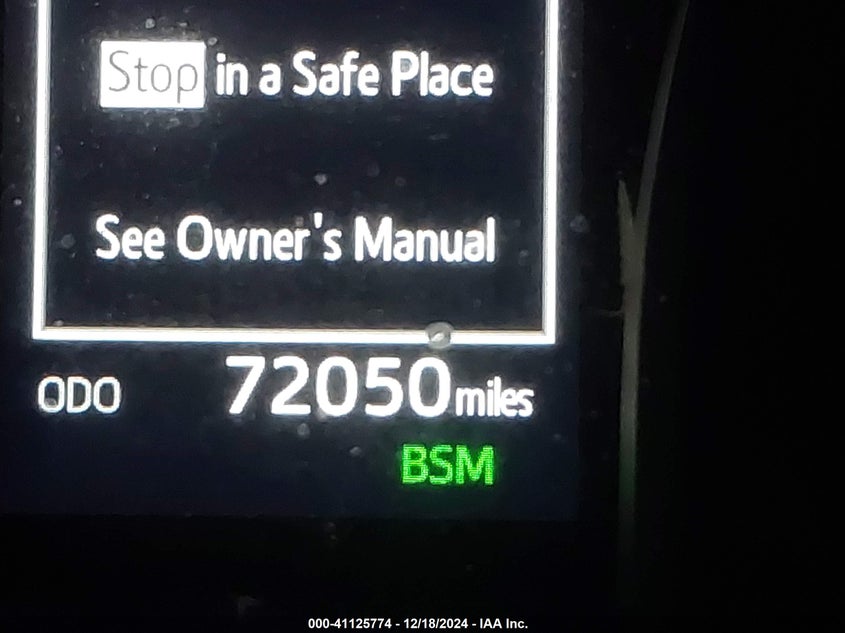 Stop in a Safe Place
See Owner's Manual
ODO 72050 miles
BSM
000-41125774 - 12/18/2024 - IAA Inc.